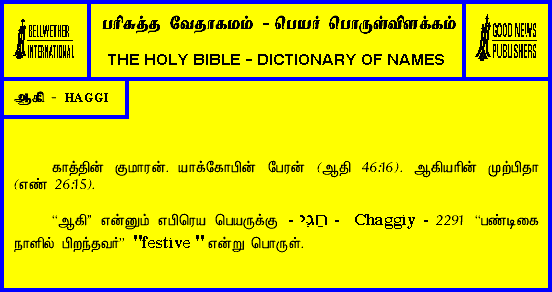 BELLWETHER
INTERNATIONAL
பரிசுத்த வேதாகமம் - பெயர் பொருள்விளக்கம்
THE HOLY BIBLE - DICTIONARY OF NAMES
GOOD NEWS
PUBLISHERS
ஆகி - HAGGI
காத்தின் குமாரன். யாக்கோபின் பேரன் (ஆதி 46:16). ஆகியரின் முற்பிதா
(எண் 26:15).
“ஆகி” என்னும் எபிரெய பெயருக்கு - חַגִּי - Chaggiy - 2291 “பண்டிகை
நாளில் பிறந்தவர்” "festive " என்று பொருள்.